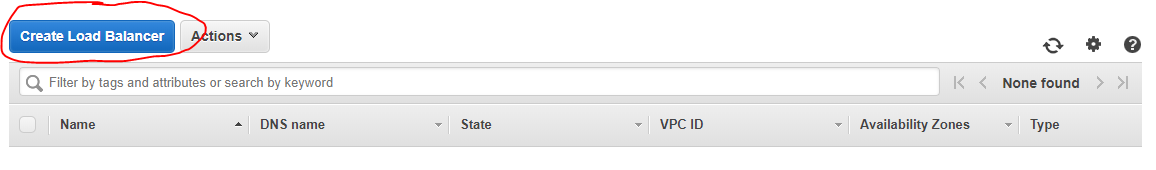 Create Load Balancer Actions
Filter by tags and attributes or search by keyword None found
Name DNS name State VPC ID Availability Zones Type